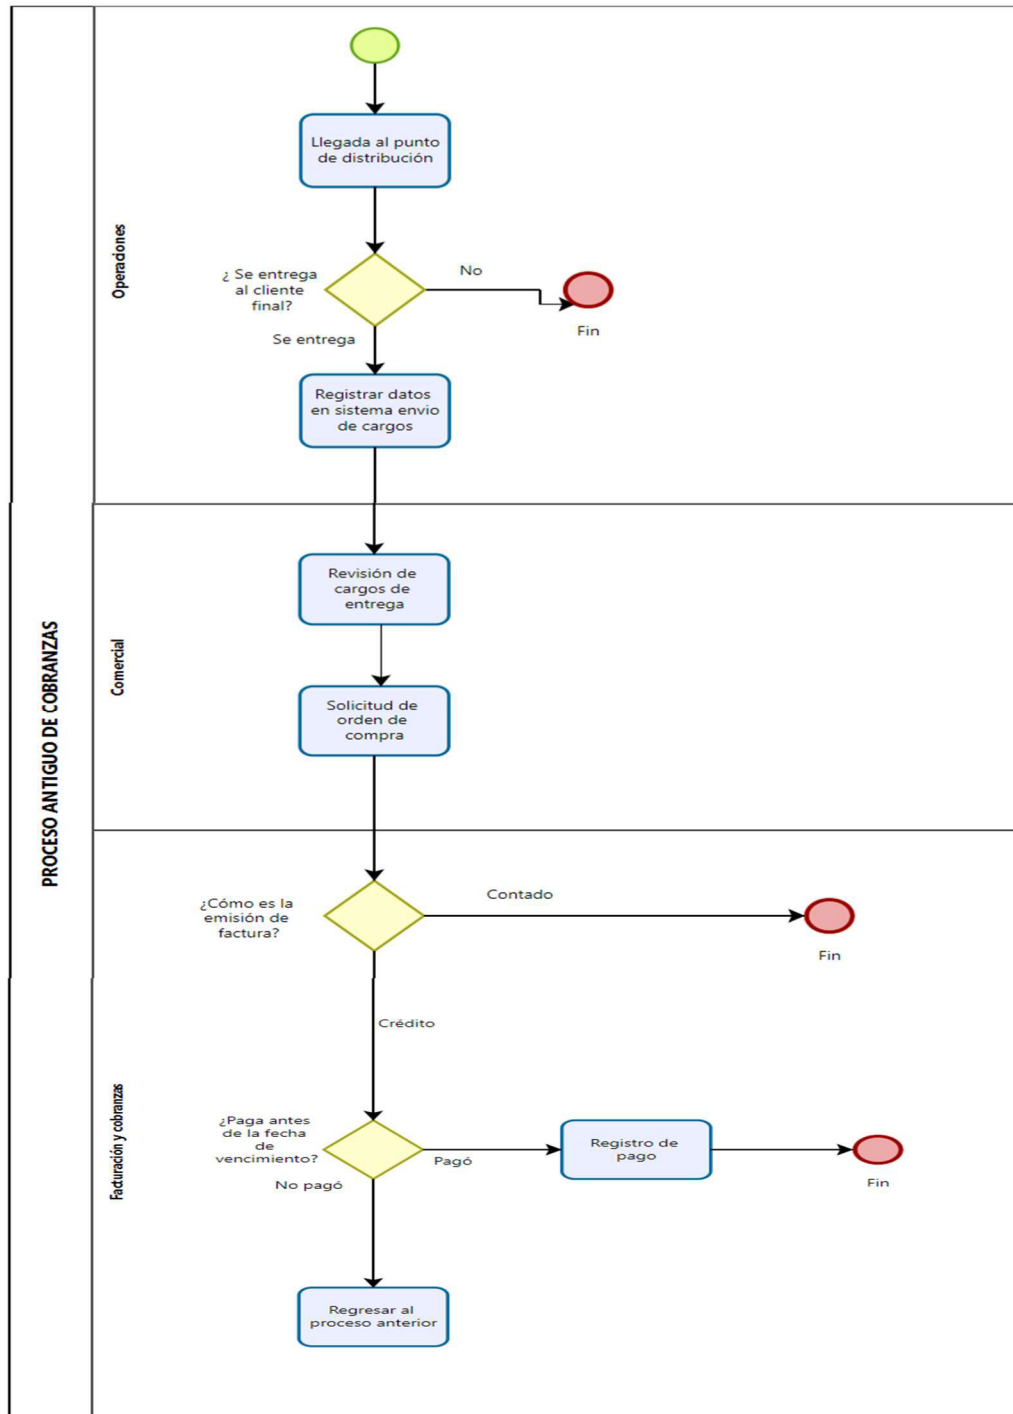 PROCESO ANTIGUO DE COBRANZAS
Operaciones
Llegada al punto
de distribución
¿ Se entrega
al cliente
final?
No
Fin
Se entrega
Registrar datos
en sistema envio
de cargos
Comercial
Revisión de
cargos de
entrega
Solicitud de
orden de
compra
Facturación y cobranzas
¿Cómo es la
emisión de
factura?
Contado
Fin
Crédito
¿Paga antes
de la fecha
de
vencimiento?
Pagó
Registro de
pago
Fin
No pagó
Regresar al
proceso anterior